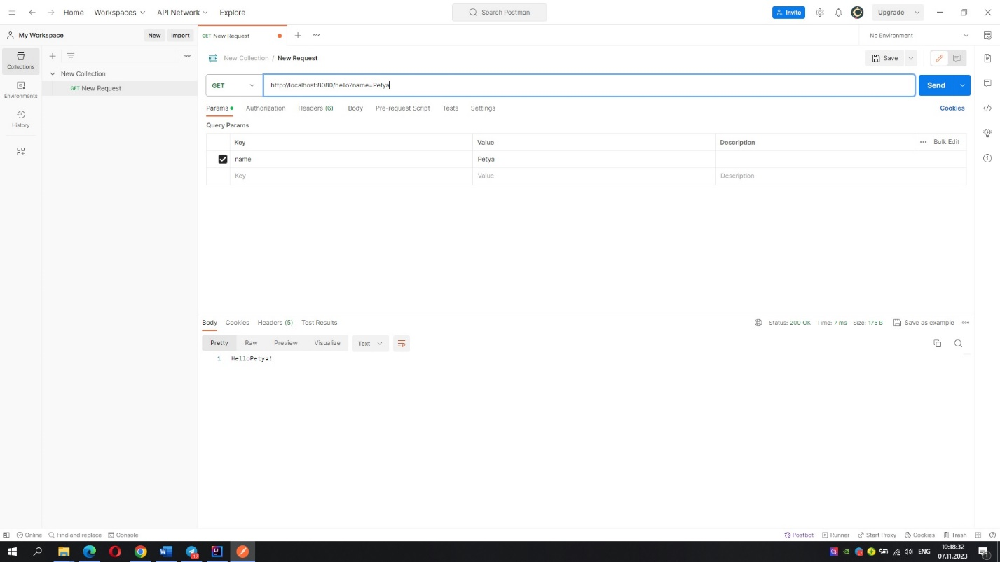 Home Workspaces API Network Explore Search Postman Invite Upgrade
My Workspace New Import GET New Request No Environment
Collections
Environments
History
New Collection
GET New Request
HTTP New Collection / New Request Save
GET http://localhost:8080/hello?name=Petya Send
Params Authorization Headers (6) Body Pre-request Script Tests Settings Cookies
Query Params
Key Value Description Bulk Edit
name Petya
Key Value Description
Body Cookies Headers (5) Test Results Status: 200 OK Time: 7 ms Size: 175 B Save as example
Pretty Raw Preview Visualize Text
1 HelloPetya!
Online Find and replace Console Postbot Runner Start Proxy Cookies Trash
ENG 10:18:32
07.11.2023